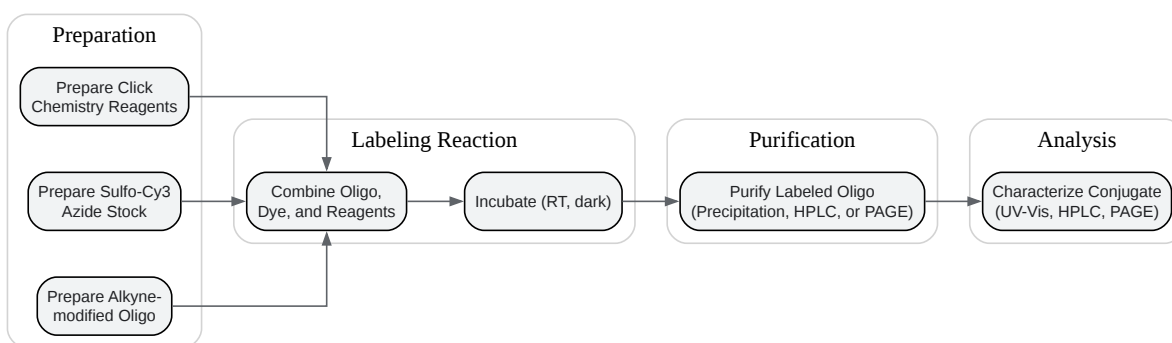 Preparation
Prepare Click
Chemistry Reagents
Prepare Sulfo-Cy3
Azide Stock
Prepare Alkyne-
modified Oligo
Labeling Reaction
Combine Oligo,
Dye, and Reagents
Incubate (RT, dark)
Purification
Purify Labeled Oligo
(Precipitation, HPLC, or PAGE)
Analysis
Characterize Conjugate
(UV-Vis, HPLC, PAGE)